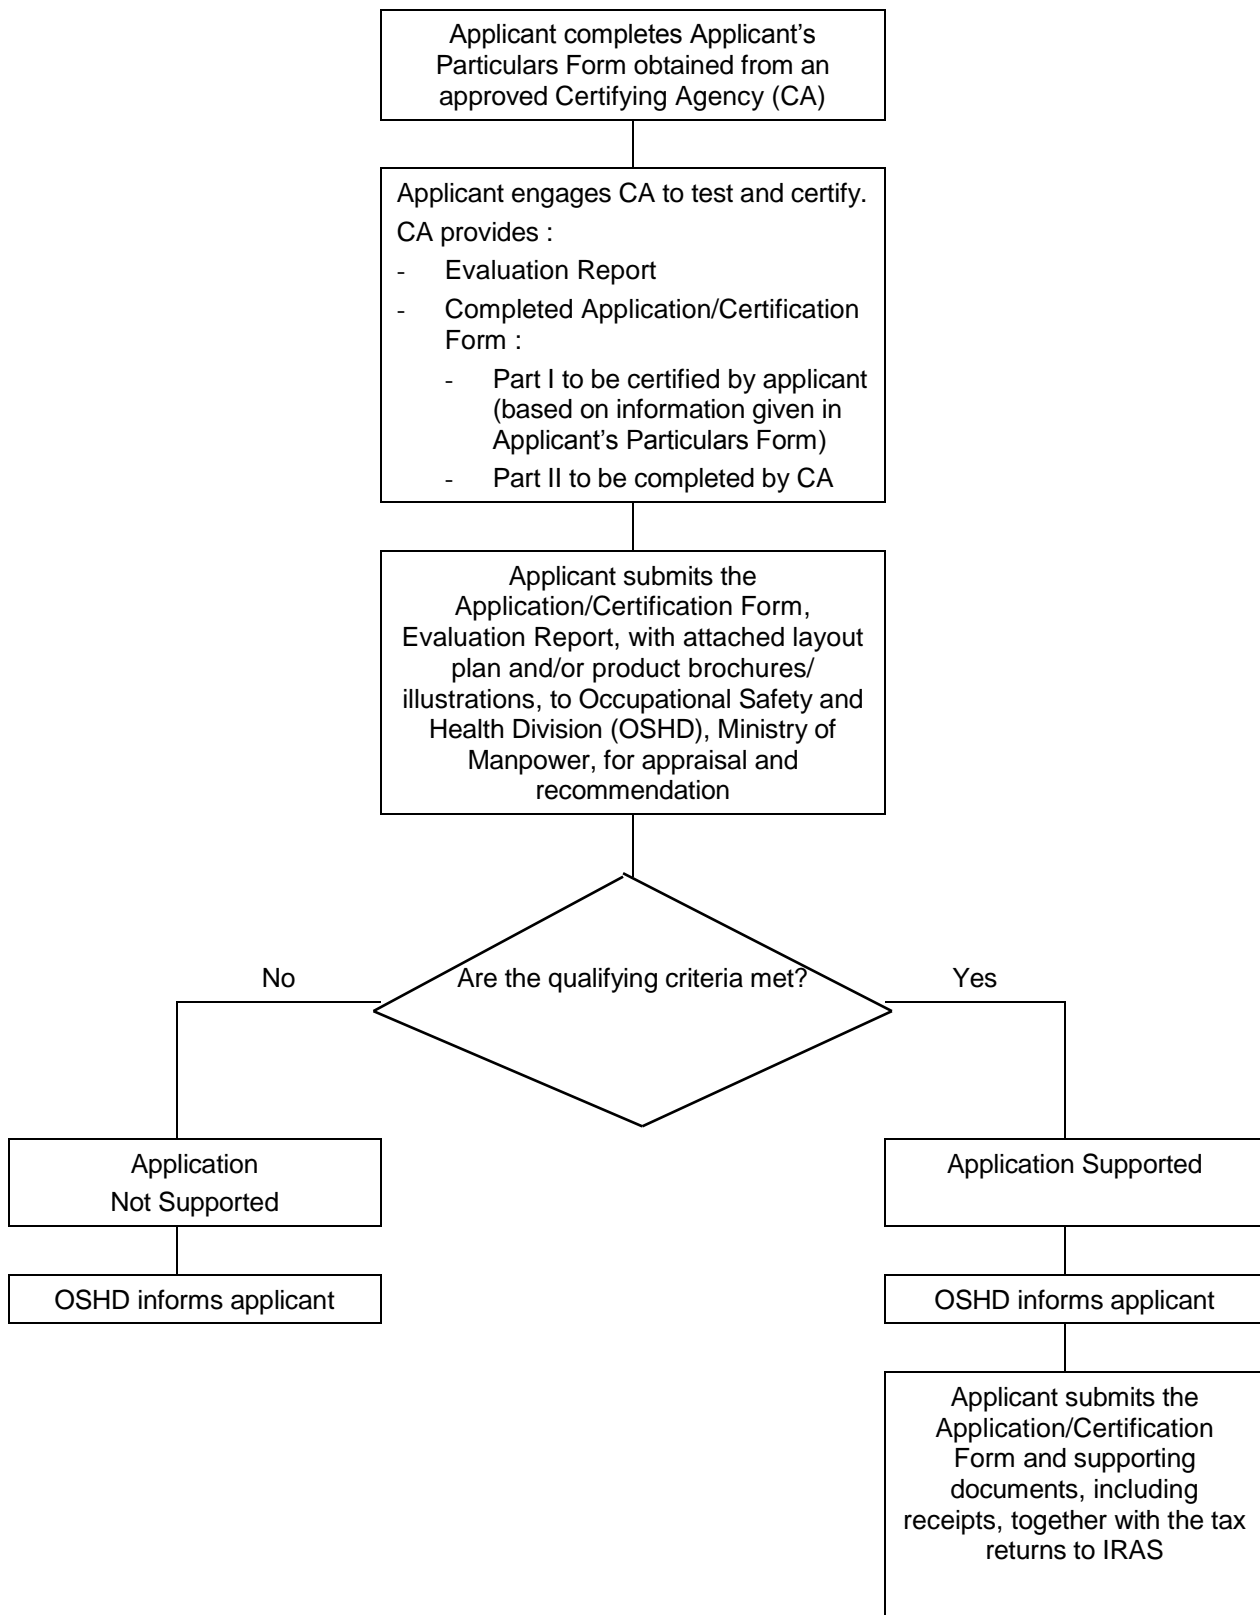 Applicant completes Applicant’s
Particulars Form obtained from an
approved Certifying Agency (CA)
Applicant engages CA to test and certify.
CA provides :
- Evaluation Report
- Completed Application/Certification
Form :
- Part I to be certified by applicant
(based on information given in
Applicant’s Particulars Form)
- Part II to be completed by CA
Applicant submits the
Application/Certification Form,
Evaluation Report, with attached layout
plan and/or product brochures/
illustrations, to Occupational Safety and
Health Division (OSHD), Ministry of
Manpower, for appraisal and
recommendation
No
Are the qualifying criteria met?
Yes
Application
Not Supported
Application Supported
OSHD informs applicant
OSHD informs applicant
Applicant submits the
Application/Certification
Form and supporting
documents, including
receipts, together with the tax
returns to IRAS